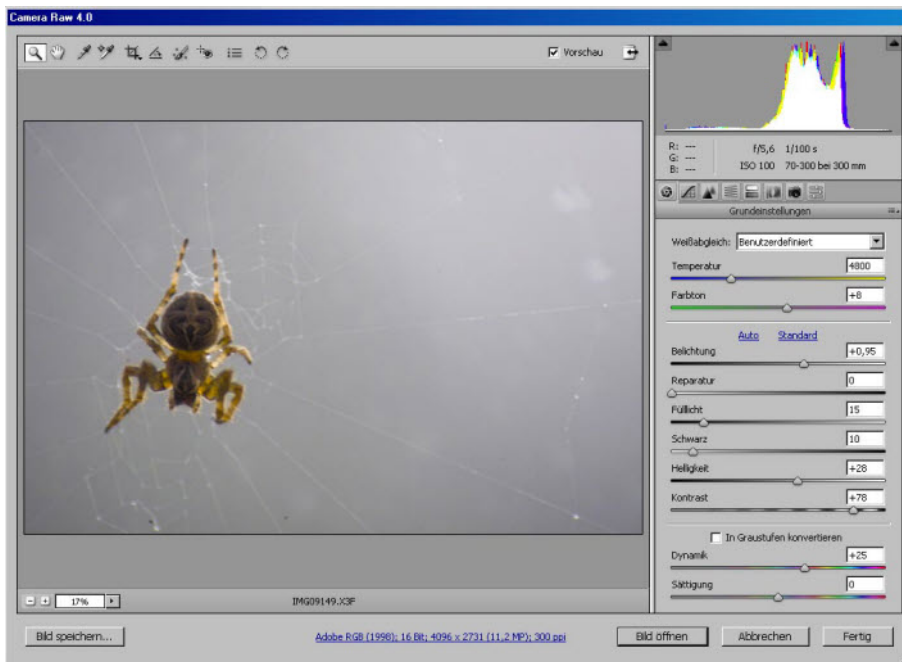 Camera Raw 4.0
Vorschau
R: ---
G: ---
B: ---
f/5,6 1/100 s
ISO 100 70-300 bei 300 mm
Grundeinstellungen
Weißabgleich: Benutzerdefiniert
Temperatur 4800
Farbton +8
Auto Standard
Belichtung +0,95
Reparatur 0
Füllicht 15
Schwarz 10
Helligkeit +28
Kontrast +78
In Graustufen konvertieren
Dynamik +25
Sättigung 0
17% IMG09149.X3F
Bild speichern... Adobe RGB (1998); 16 Bit; 4096 x 2731 (11,2 MP); 300 ppi Bild öffnen Abbrechen Fertig